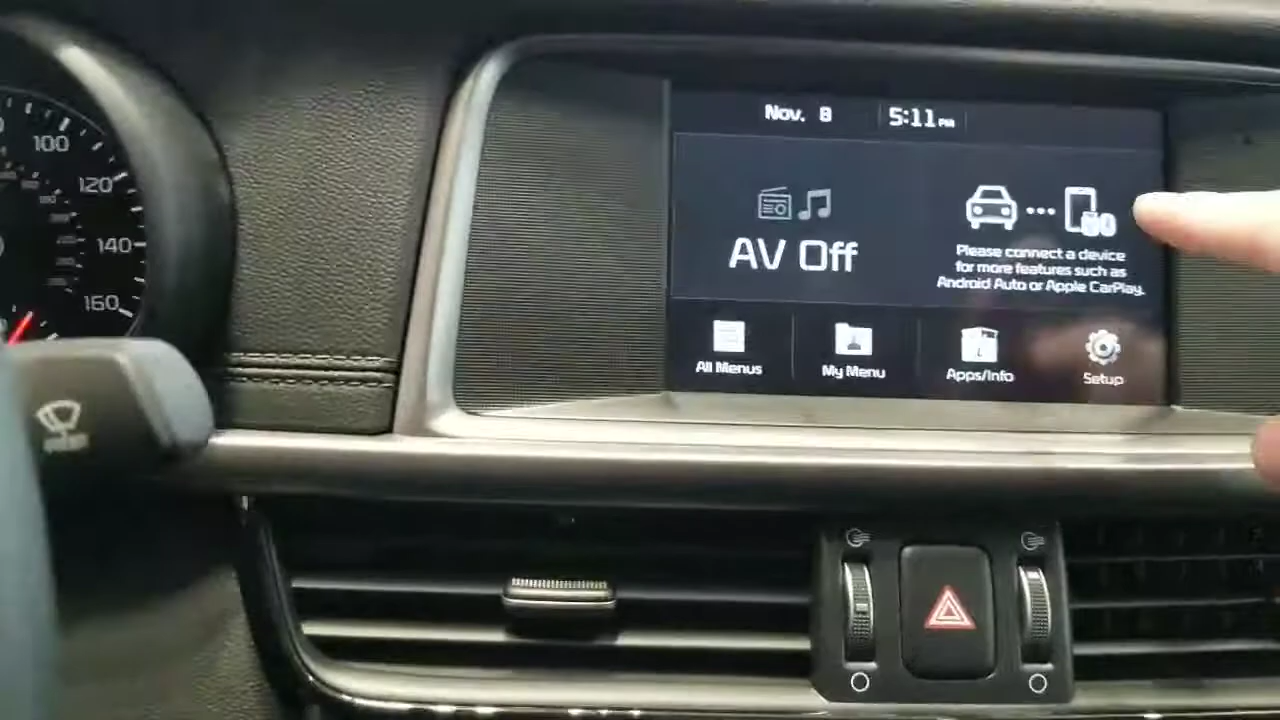 Nov. 8 5:11 PM
AV Off
Please connect a device
for more features such as
Android Auto or Apple CarPlay.
All Menus My Menu Apps/Info Setup
100
120
140
160